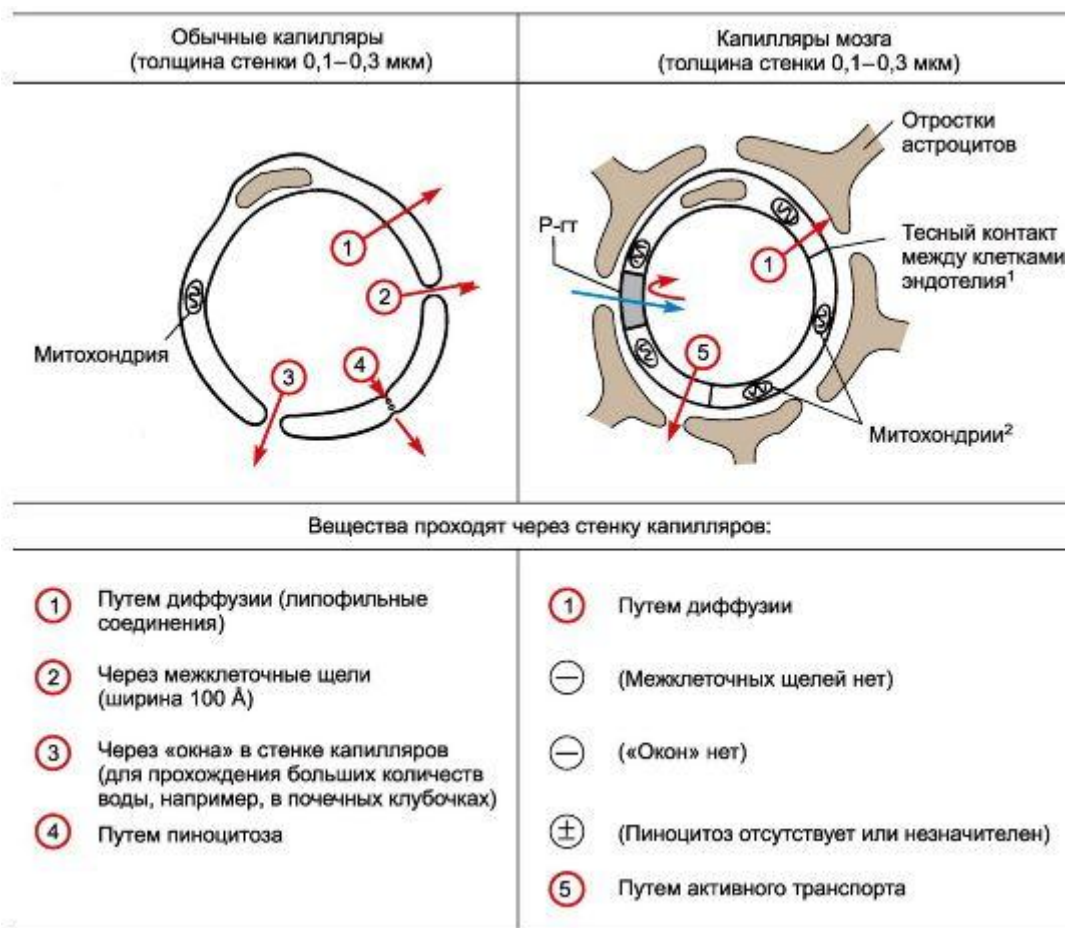 Обычные капилляры
(толщина стенки 0,1–0,3 мкм)
Капилляры мозга
(толщина стенки 0,1–0,3 мкм)
1
2
3
4
Митохондрия
Отростки
астроцитов
Р-гт
1
Тесный контакт
между клетками
эндотелия¹
5
Митохондрии²
Вещества проходят через стенку капилляров:
1 Путем диффузии (липофильные
соединения)
2 Через межклеточные щели
(ширина 100 Å)
3 Через «окна» в стенке капилляров
(для прохождения больших количеств
воды, например, в почечных клубочках)
4 Путем пиноцитоза
1 Путем диффузии
− (Межклеточных щелей нет)
− («Окон» нет)
± (Пиноцитоз отсутствует или незначителен)
5 Путем активного транспорта